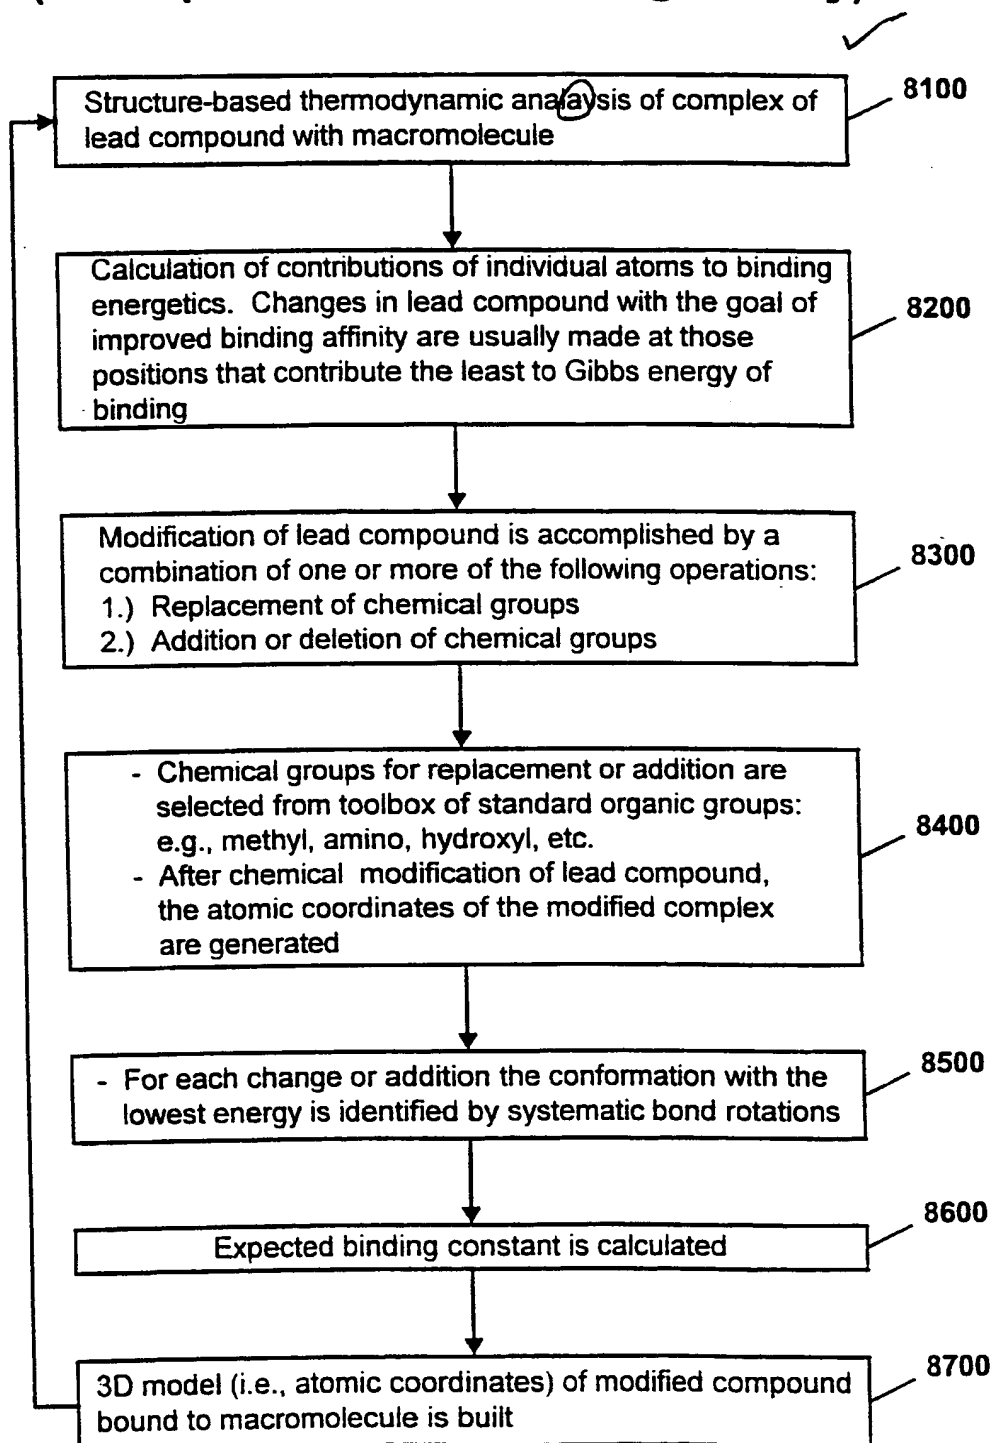 Structure-based thermodynamic analaysis of complex of
lead compound with macromolecule
8100
Calculation of contributions of individual atoms to binding
energetics. Changes in lead compound with the goal of
improved binding affinity are usually made at those
positions that contribute the least to Gibbs energy of
binding
8200
Modification of lead compound is accomplished by a
combination of one or more of the following operations:
1.) Replacement of chemical groups
2.) Addition or deletion of chemical groups
8300
- Chemical groups for replacement or addition are
selected from toolbox of standard organic groups:
e.g., methyl, amino, hydroxyl, etc.
- After chemical modification of lead compound,
the atomic coordinates of the modified complex
are generated
8400
- For each change or addition the conformation with the
lowest energy is identified by systematic bond rotations
8500
Expected binding constant is calculated
8600
3D model (i.e., atomic coordinates) of modified compound
bound to macromolecule is built
8700